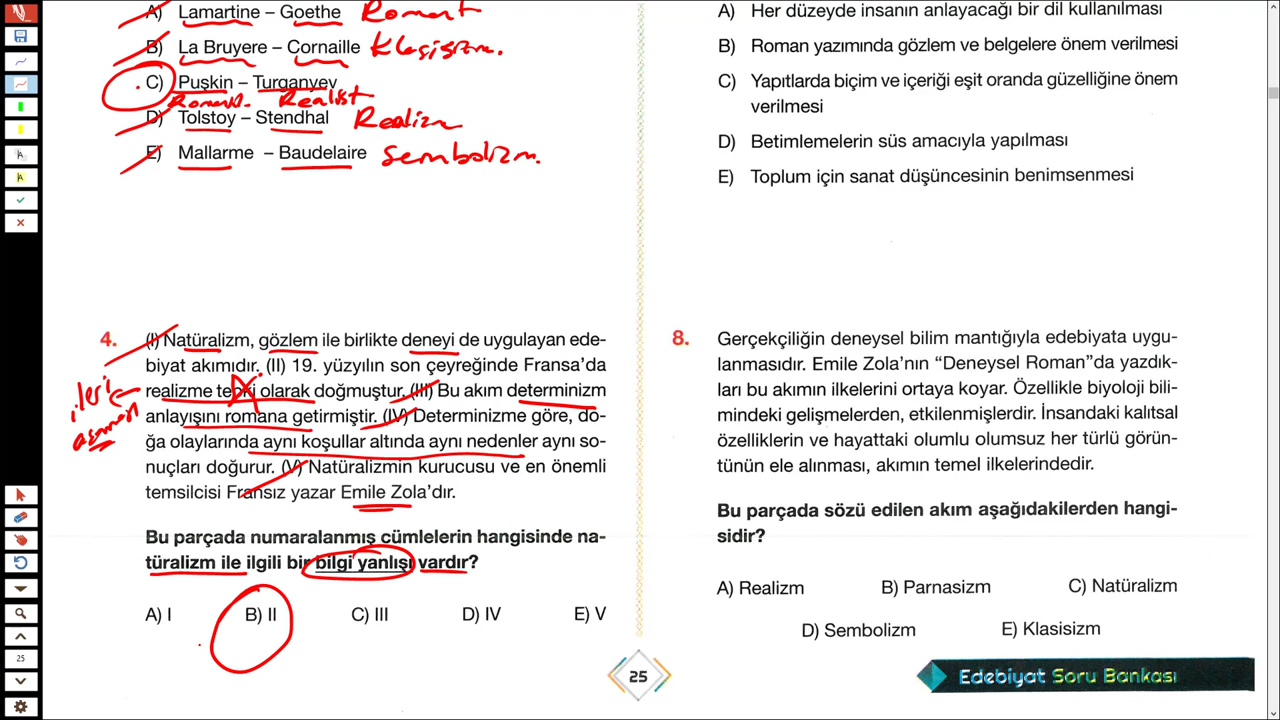 A) Lamartine – Goethe Romant
B) La Bruyere – Cornaille Klasisizm.
C) Puşkin – Turganyev
Romant. Realist
D) Tolstoy – Stendhal Realizm
E) Mallarme – Baudelaire Sembolizm.
4. (I) Natüralizm, gözlem ile birlikte deneyi de uygulayan ede-
biyat akımıdır. (II) 19. yüzyılın son çeyreğinde Fransa’da
realizme tepki olarak doğmuştur. (III) Bu akım determinizm
anlayışını romana getirmiştir. (IV) Determinizme göre, do-
ğa olaylarında aynı koşullar altında aynı nedenler aynı so-
nuçları doğurur. (V) Natüralizmin kurucusu ve en önemli
temsilcisi Fransız yazar Emile Zola’dır.
ileri
Bu parçada numaralanmış cümlelerin hangisinde na-
türalizm ile ilgili bir bilgi yanlışı vardır?
A) I B) II C) III D) IV E) V
A) Her düzeyde insanın anlayacağı bir dil kullanılması
B) Roman yazımında gözlem ve belgelere önem verilmesi
C) Yapıtlarda biçim ve içeriği eşit oranda güzelliğine önem
verilmesi
D) Betimlemelerin süs amacıyla yapılması
E) Toplum için sanat düşüncesinin benimsenmesi
8. Gerçekçiliğin deneysel bilim mantığıyla edebiyata uygu-
lanmasıdır. Emile Zola’nın “Deneysel Roman”da yazdık-
ları bu akımın ilkelerini ortaya koyar. Özellikle biyoloji bili-
mindeki gelişmelerden, etkilenmişlerdir. İnsandaki kalıtsal
özelliklerin ve hayattaki olumlu olumsuz her türlü görün-
tünün ele alınması, akımın temel ilkelerindedir.
Bu parçada sözü edilen akım aşağıdakilerden hangi-
sidir?
A) Realizm B) Parnasizm C) Natüralizm
D) Sembolizm E) Klasisizm
25
Edebiyat Soru Bankası
25